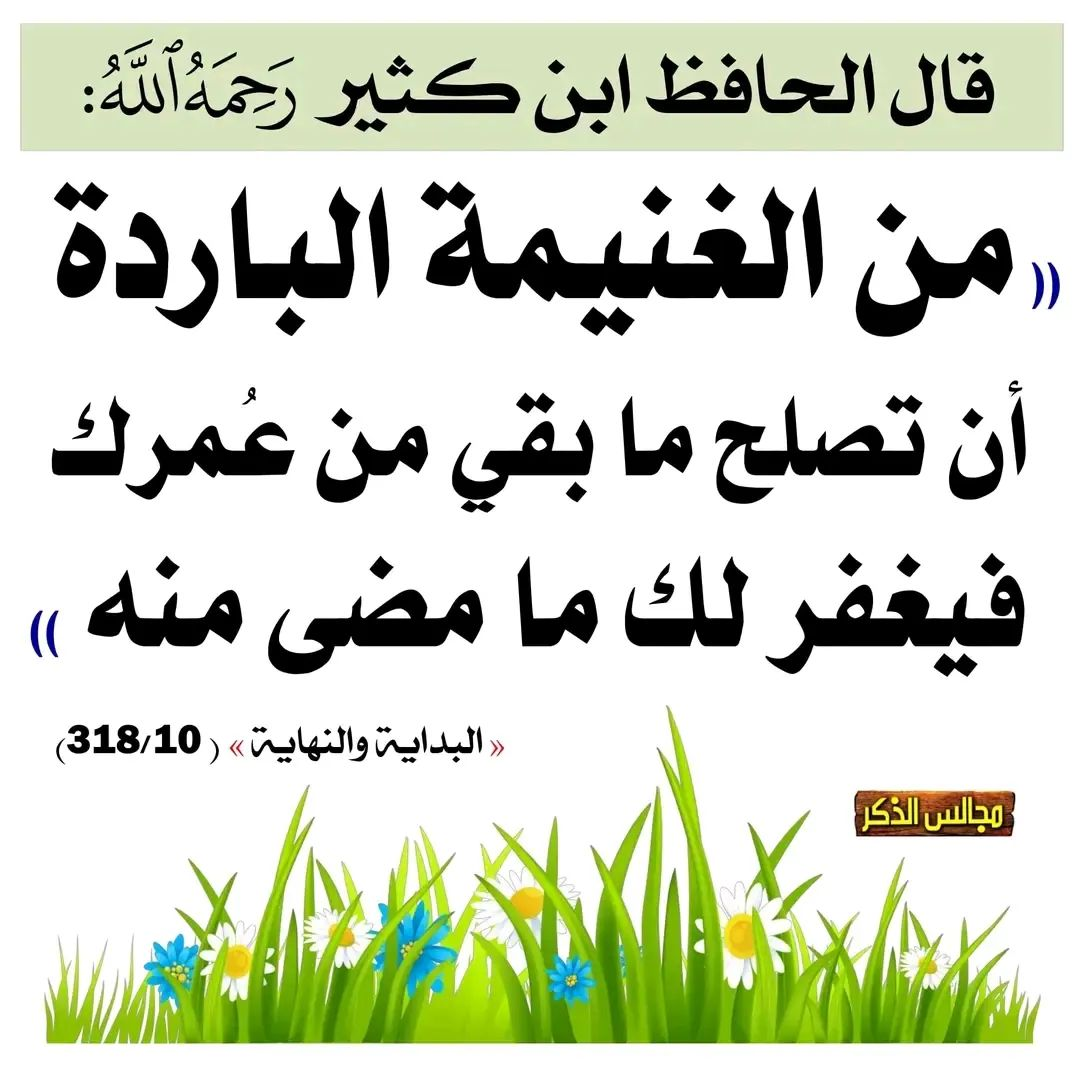 قال الحافظ ابن كثير رَحِمَهُ ٱللَّهُ:
(( من الغنيمة الباردة
أن تصلح ما بقي من عُمرك
فيغفر لك ما مضى منه ))
« البداية والنهاية » ( 318/10)
مجالس الذكر